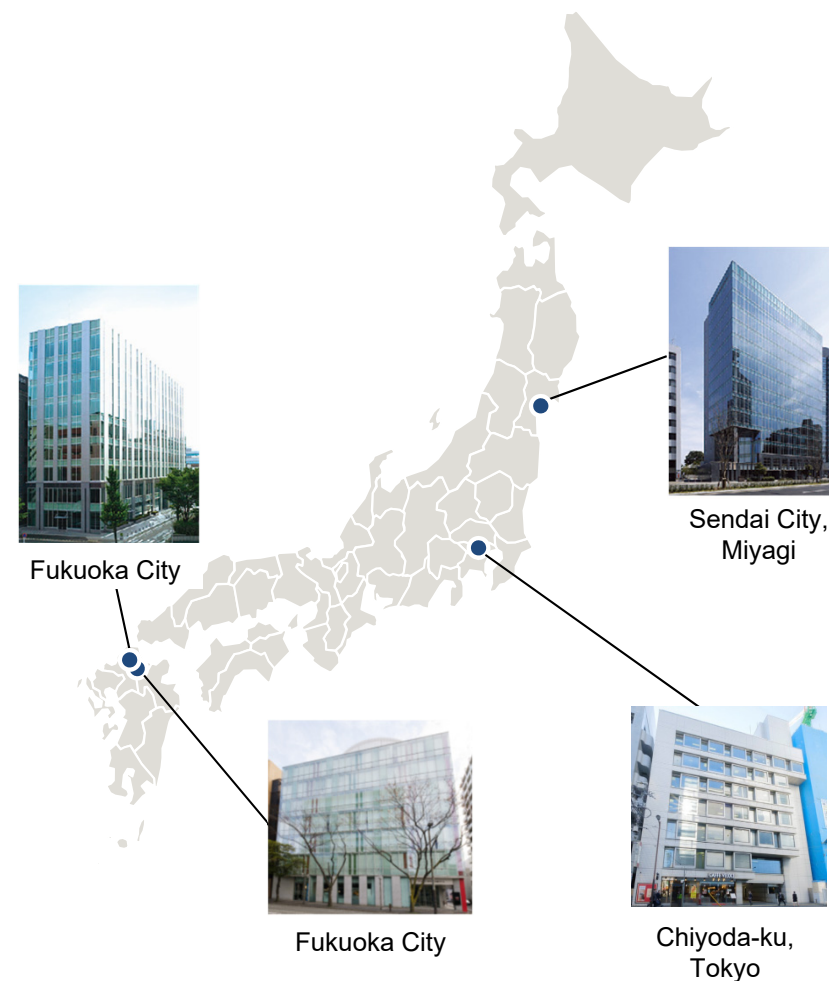 Sendai City,
Miyagi
Fukuoka City
Fukuoka City
Chiyoda-ku,
Tokyo